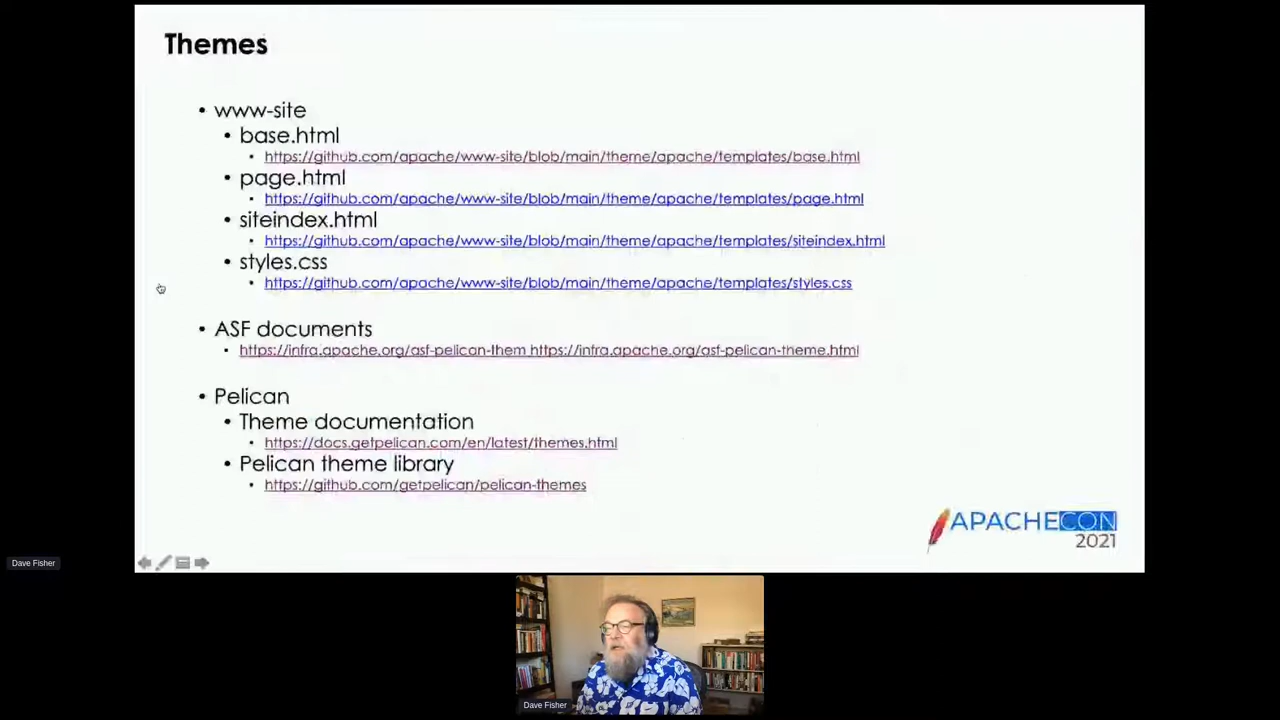 Themes
• www-site
• base.html
• https://github.com/apache/www-site/blob/main/theme/apache/templates/base.html
• page.html
• https://github.com/apache/www-site/blob/main/theme/apache/templates/page.html
• siteindex.html
• https://github.com/apache/www-site/blob/main/theme/apache/templates/siteindex.html
• styles.css
• https://github.com/apache/www-site/blob/main/theme/apache/templates/styles.css
• ASF documents
• https://infra.apache.org/asf-pelican-them https://infra.apache.org/asf-pelican-theme.html
• Pelican
• Theme documentation
• https://docs.getpelican.com/en/latest/themes.html
• Pelican theme library
• https://github.com/getpelican/pelican-themes
APACHECON
2021
Dave Fisher
Dave Fisher